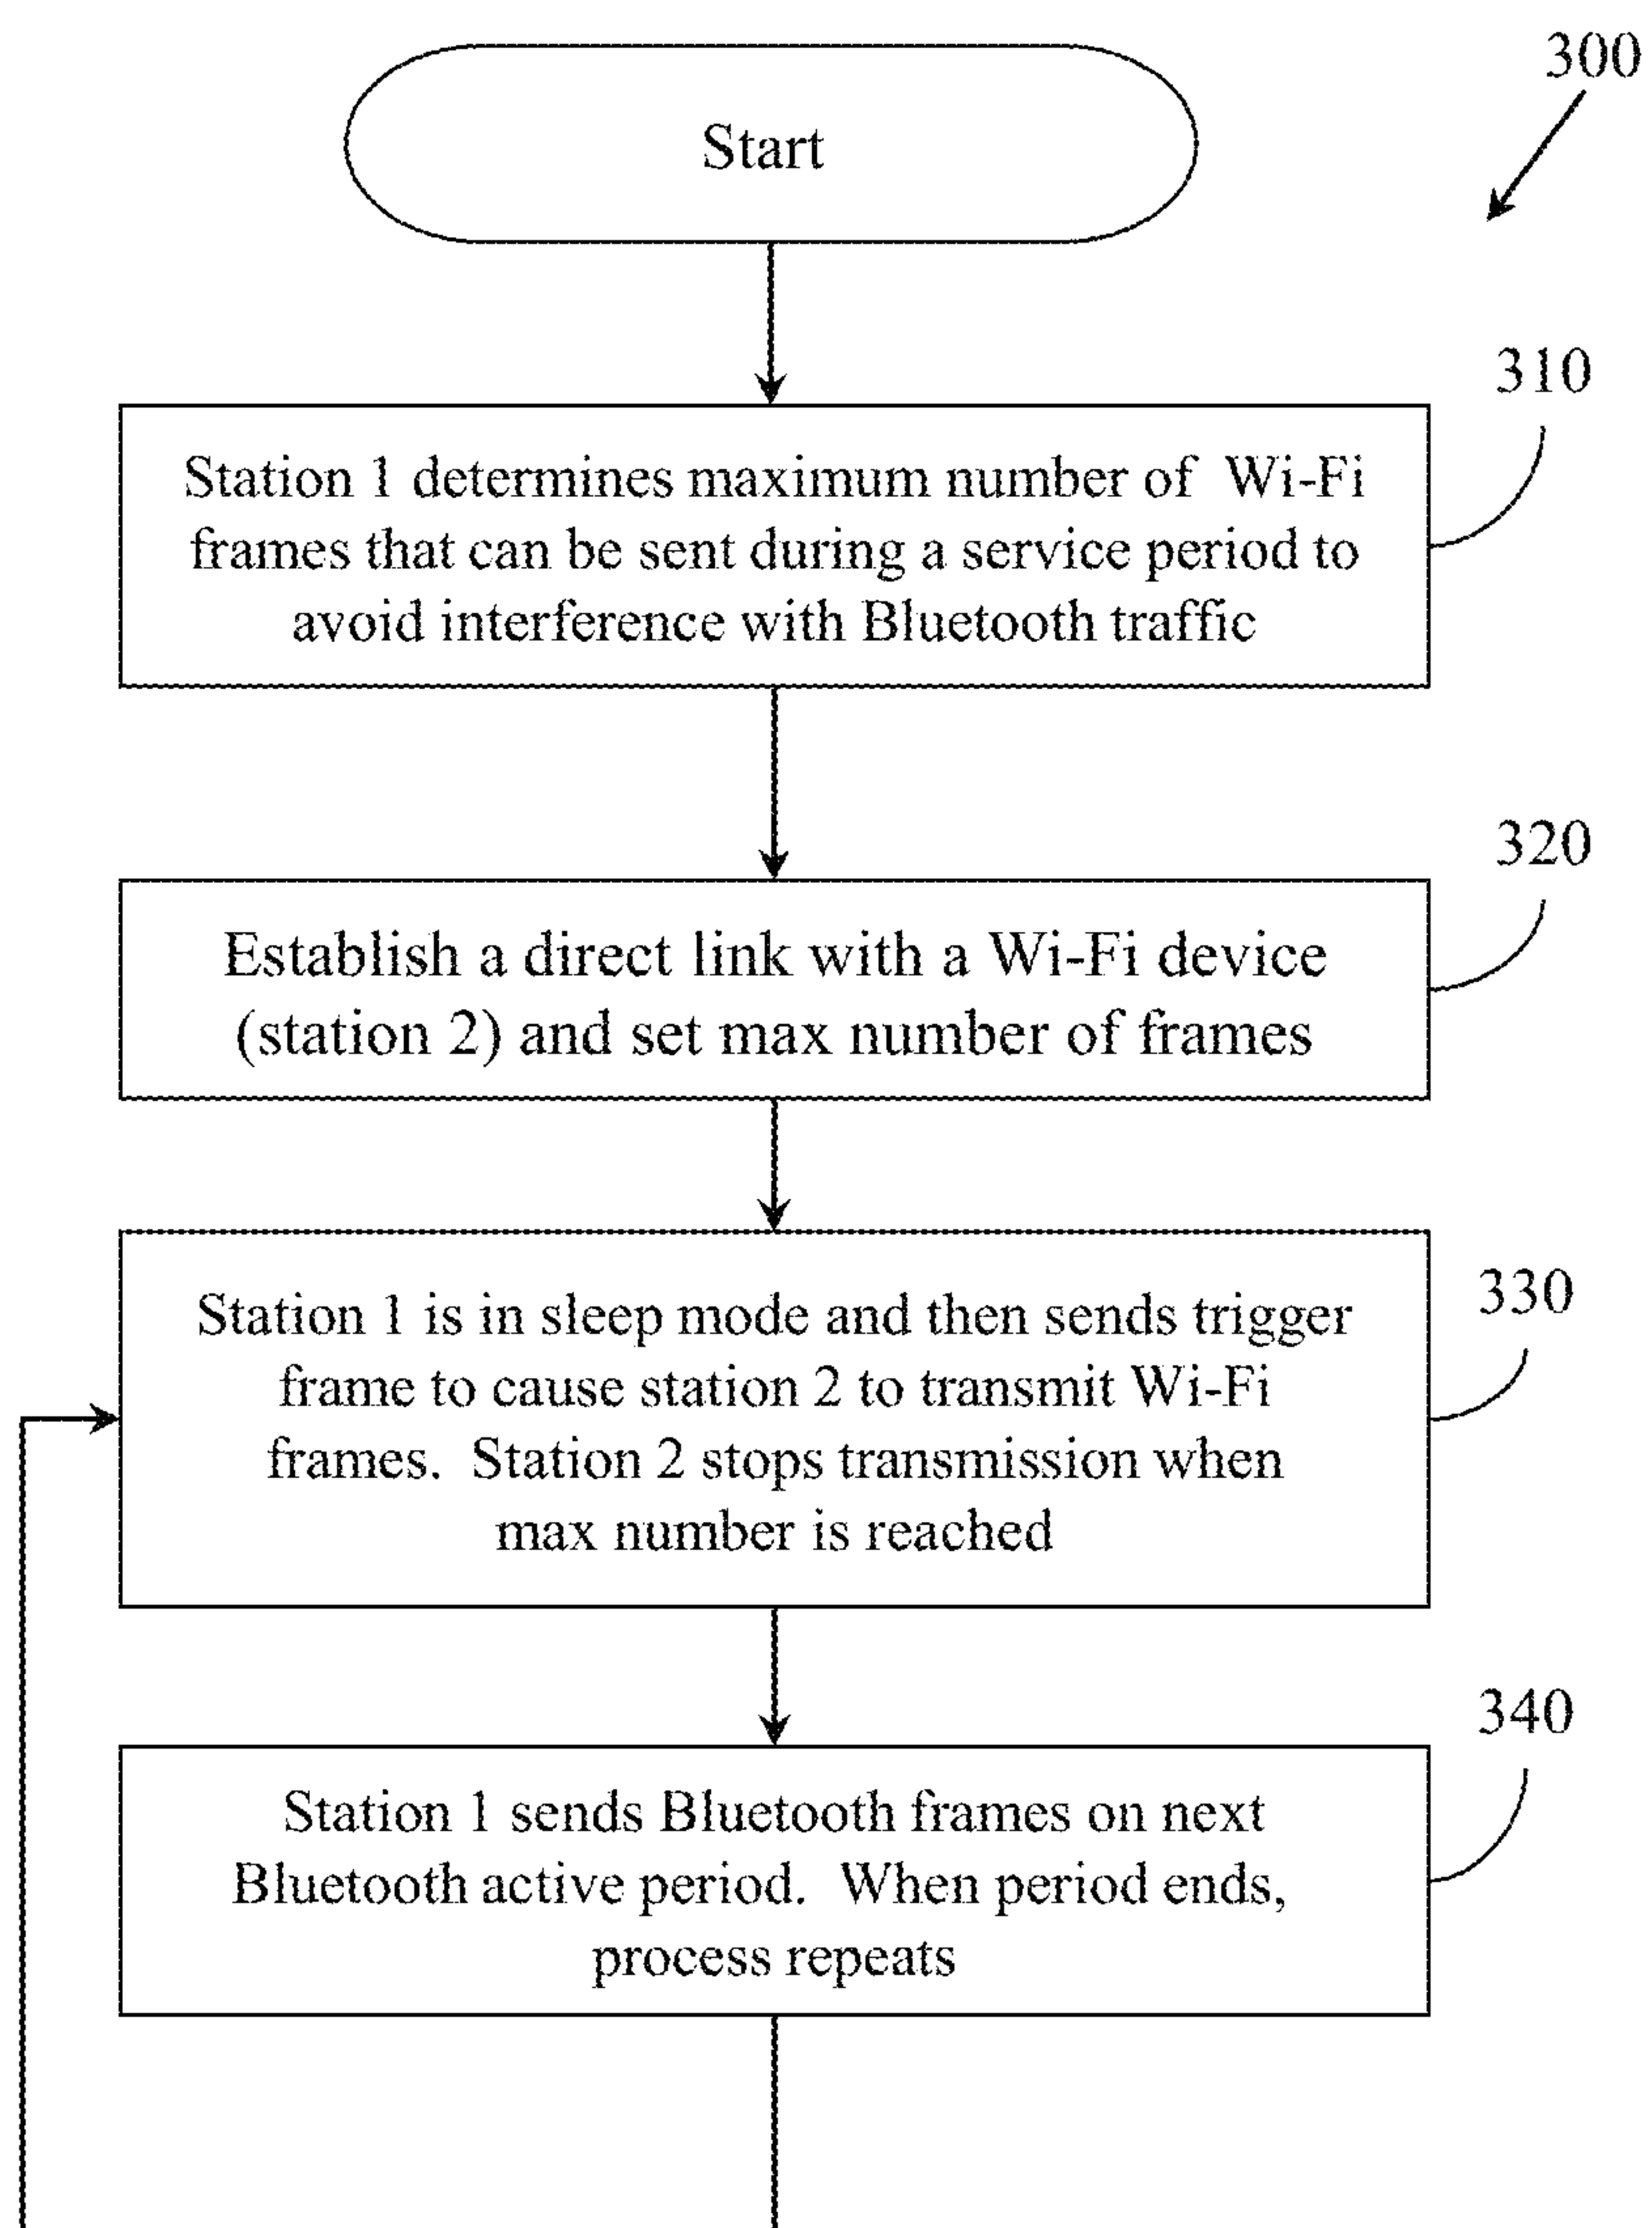 300
Start
310
Station 1 determines maximum number of Wi-Fi
frames that can be sent during a service period to
avoid interference with Bluetooth traffic
320
Establish a direct link with a Wi-Fi device
(station 2) and set max number of frames
330
Station 1 is in sleep mode and then sends trigger
frame to cause station 2 to transmit Wi-Fi
frames. Station 2 stops transmission when
max number is reached
340
Station 1 sends Bluetooth frames on next
Bluetooth active period. When period ends,
process repeats